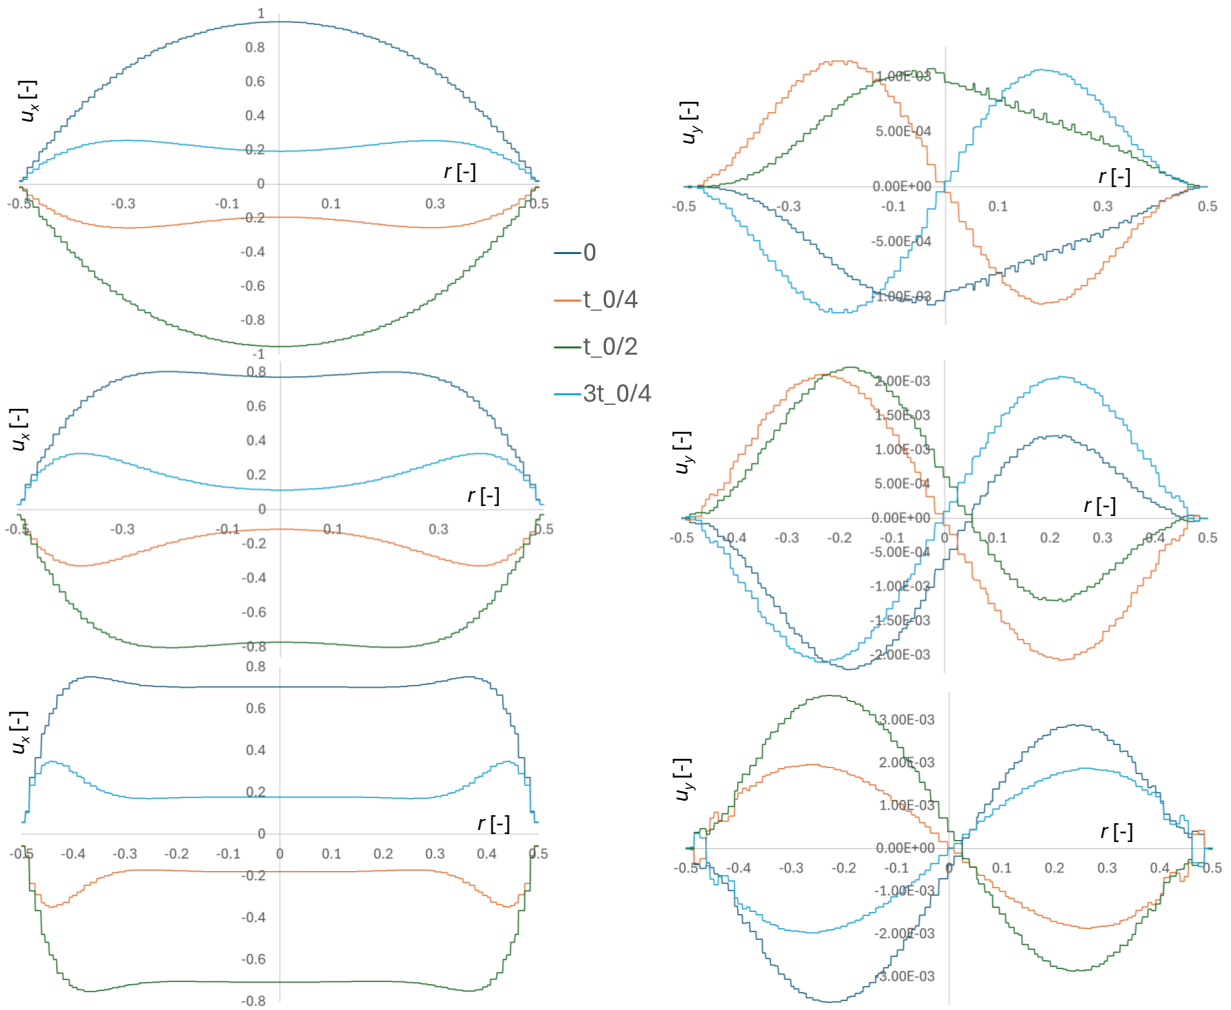 1
0.8
0.6
0.4
0.2
0
-0.2
-0.4
-0.6
-0.8
-1
u_x [-]
r [-]
-0.5 -0.3 -0.1 0.1 0.3 0.5
1.00E-03
5.00E-04
0.00E+00
-5.00E-04
-1.00E-03
u_y [-]
r [-]
-0.5 -0.3 -0.1 0.1 0.3 0.5
0
t_0/4
t_0/2
3t_0/4
0.8
0.6
0.4
0.2
0
-0.2
-0.4
-0.6
-0.8
u_x [-]
r [-]
-0.5 -0.3 -0.1 0.1 0.3 0.5
2.00E-03
1.50E-03
1.00E-03
5.00E-04
0.00E+00
-5.00E-04
-1.00E-03
-1.50E-03
-2.00E-03
u_y [-]
r [-]
-0.5 -0.4 -0.3 -0.2 -0.1 0 0.1 0.2 0.3 0.4 0.5
0.8
0.6
0.4
0.2
0
-0.2
-0.4
-0.6
-0.8
u_x [-]
r [-]
-0.5 -0.4 -0.3 -0.2 -0.1 0 0.1 0.2 0.3 0.4 0.5
3.00E-03
2.00E-03
1.00E-03
0.00E+00
-1.00E-03
-2.00E-03
-3.00E-03
u_y [-]
r [-]
-0.5 -0.4 -0.3 -0.2 -0.1 0 0.1 0.2 0.3 0.4 0.5